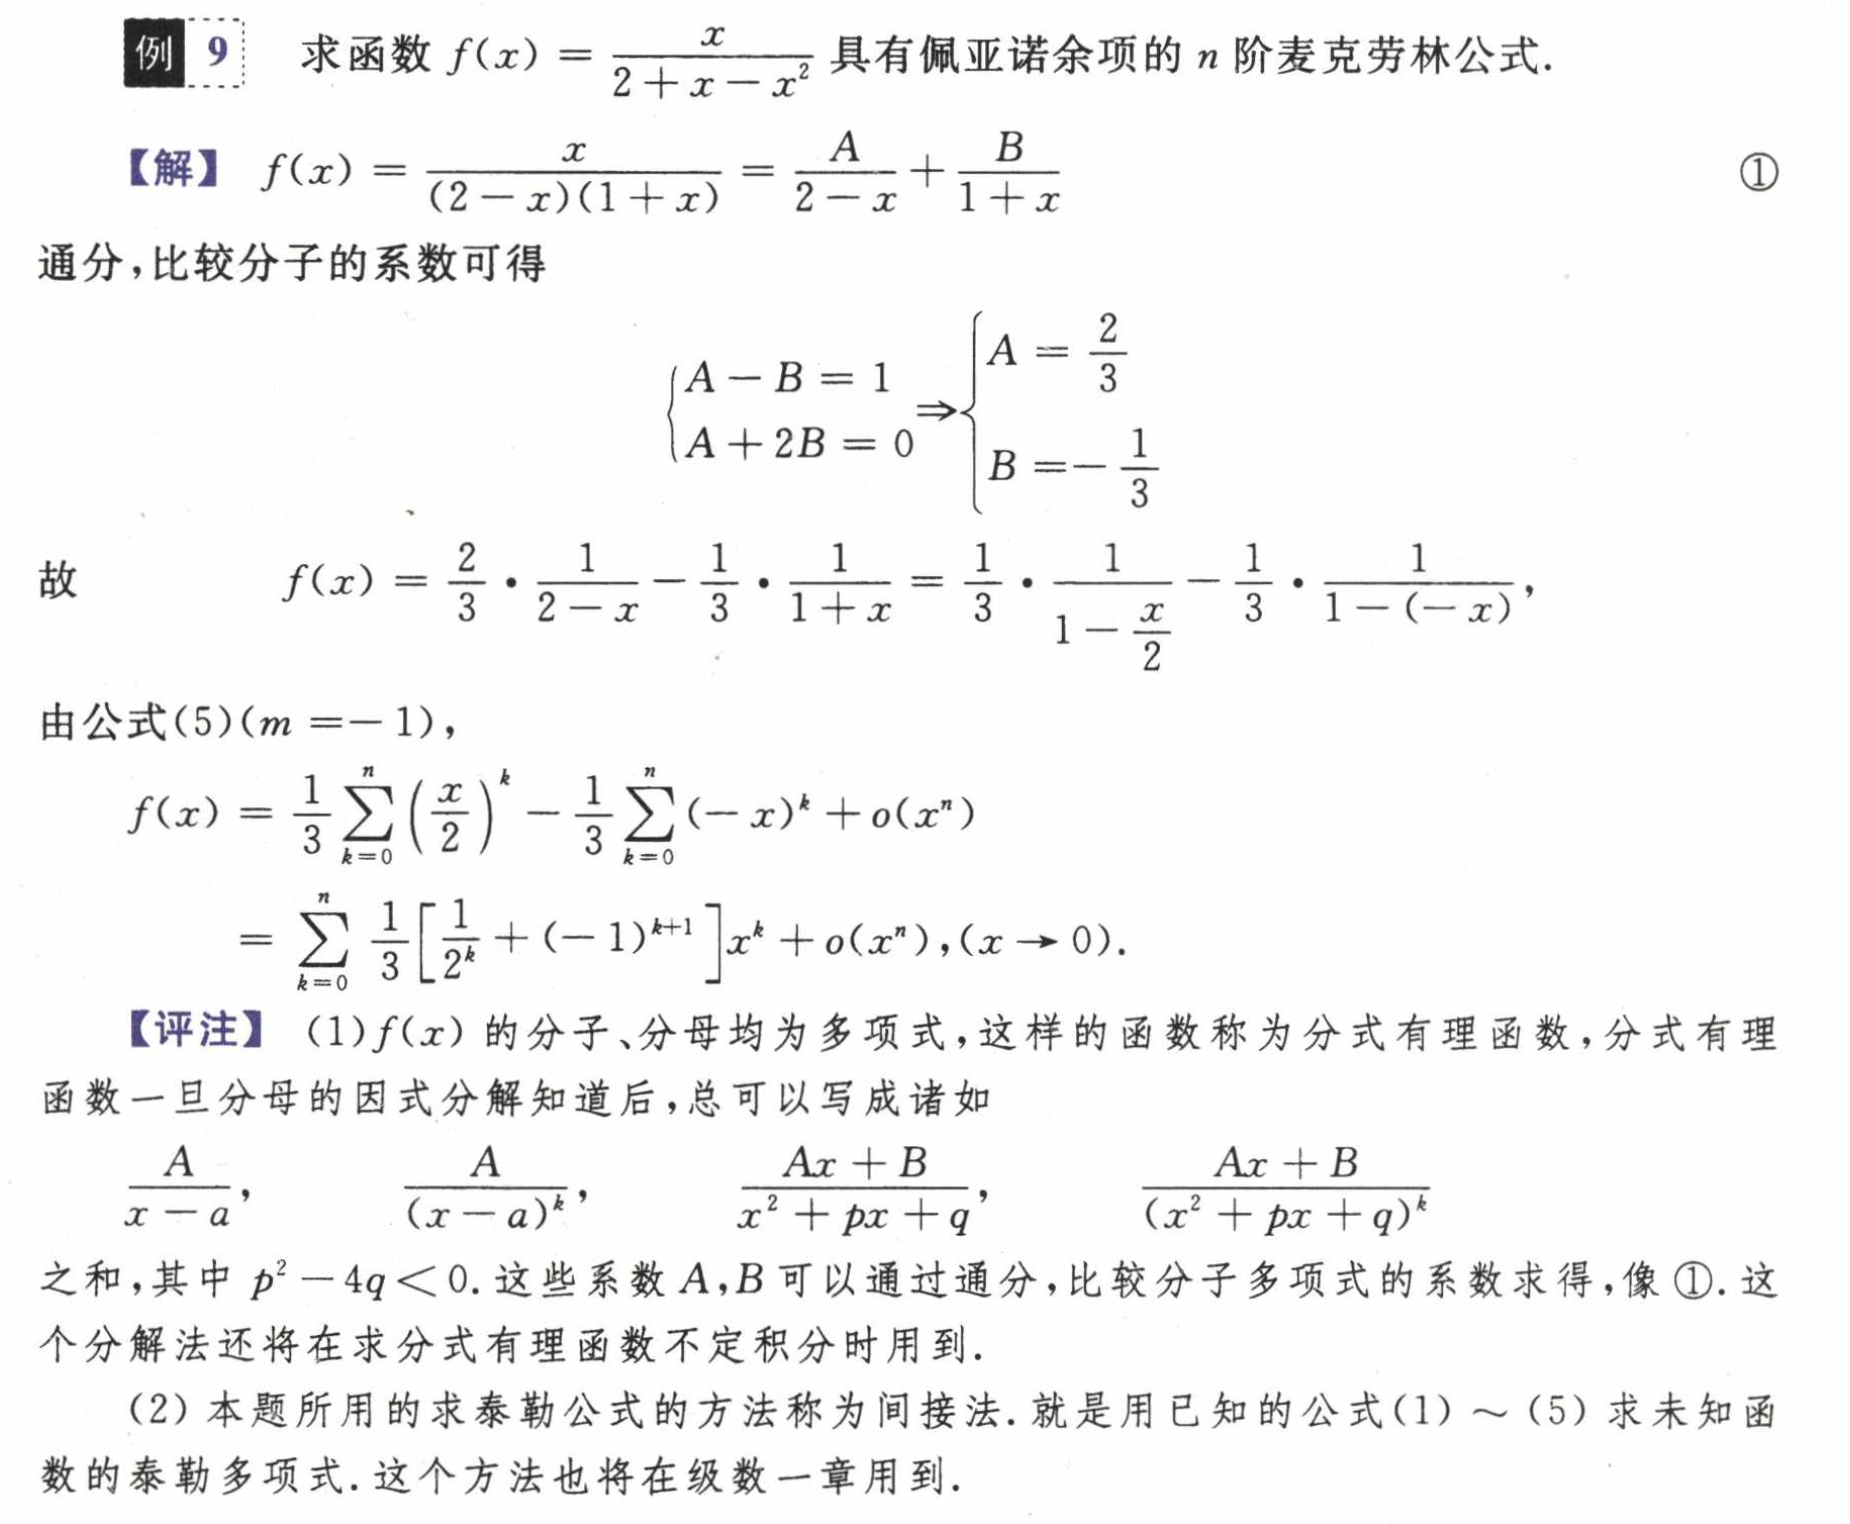 例 9 求函数 f(x) = \frac{x}{2+x-x^2} 具有佩亚诺余项的 n 阶麦克劳林公式.
【解】 f(x) = \frac{x}{(2-x)(1+x)} = \frac{A}{2-x} + \frac{B}{1+x} ①
通分,比较分子的系数可得
\begin{cases} A-B=1 \\ A+2B=0 \end{cases} ⇒ \begin{cases} A=\frac{2}{3} \\ B=-\frac{1}{3} \end{cases}
故 f(x) = \frac{2}{3} · \frac{1}{2-x} - \frac{1}{3} · \frac{1}{1+x} = \frac{1}{3} · \frac{1}{1-\frac{x}{2}} - \frac{1}{3} · \frac{1}{1-(-x)},
由公式(5)(m=-1),
f(x) = \frac{1}{3} \sum_{k=0}^{n} \left(\frac{x}{2}\right)^k - \frac{1}{3} \sum_{k=0}^{n} (-x)^k + o(x^n)
= \sum_{k=0}^{n} \frac{1}{3} \left[\frac{1}{2^k} + (-1)^{k+1}\right] x^k + o(x^n),(x → 0).
【评注】 (1)f(x) 的分子、分母均为多项式,这样的函数称为分式有理函数,分式有理
函数一旦分母的因式分解知道后,总可以写成诸如
\frac{A}{x-a}, \frac{A}{(x-a)^k}, \frac{Ax+B}{x^2+px+q}, \frac{Ax+B}{(x^2+px+q)^k}
之和,其中 p^2-4q<0.这些系数 A,B 可以通过通分,比较分子多项式的系数求得,像 ①.这
个分解法还将在求分式有理函数不定积分时用到.
(2) 本题所用的求泰勒公式的方法称为间接法.就是用已知的公式(1) ~ (5) 求未知函
数的泰勒多项式.这个方法也将在级数一章用到.